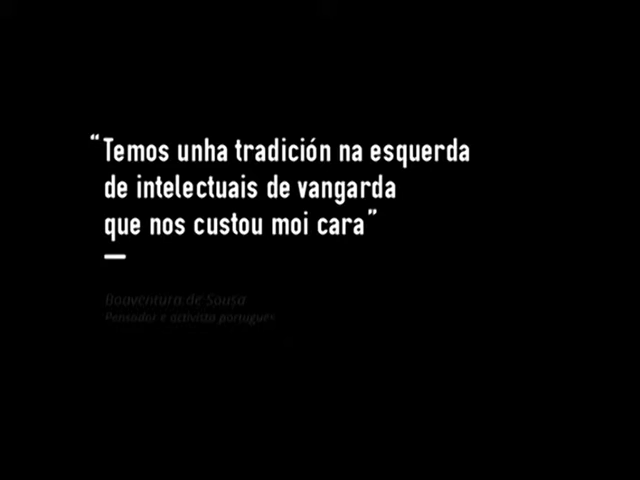 “Temos unha tradición na esquerda
de intelectuais de vangarda
que nos custou moi cara”
Boaventura de Sousa
Pensador e activista portugués